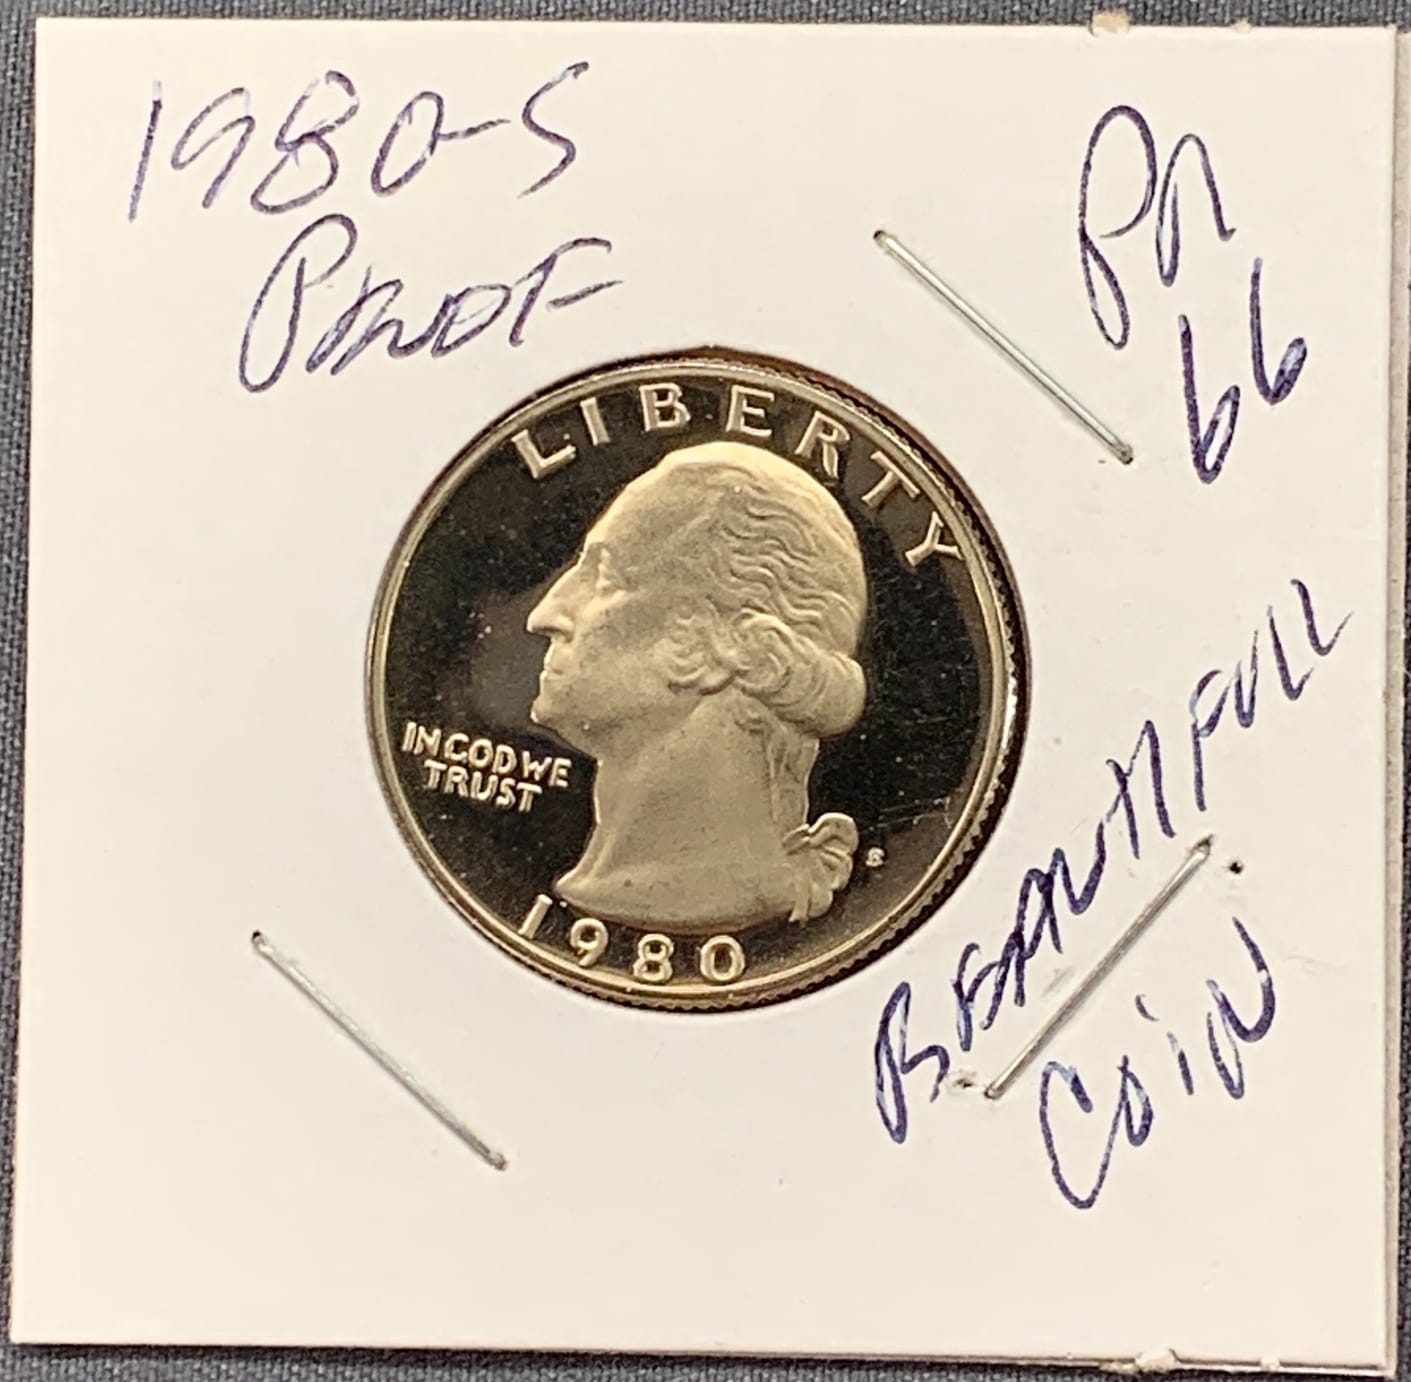 1980-S
PROOF
PR
66
LIBERTY
IN GOD WE
TRUST
S
1980
BEAUTIFULL
COIN